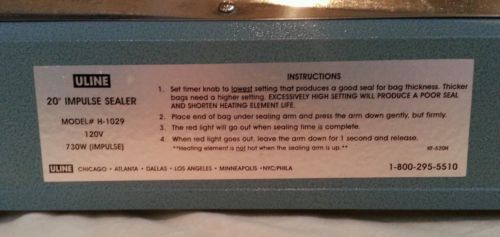 ULINE
20" IMPULSE SEALER
MODEL# H-1029
120V
730W (IMPULSE)
INSTRUCTIONS
1. Set timer knob to lowest setting that produces a good seal for bag thickness. Thicker
bags need a higher setting. EXCESSIVELY HIGH SETTING WILL PRODUCE A POOR SEAL
AND SHORTEN HEATING ELEMENT LIFE.
2. Place end of bag under sealing arm and press the arm down gently, but firmly.
3. The red light will go out when sealing time is complete.
4. When red light goes out, leave the arm down for 1 second and release.
**Heating element is not hot when the sealing arm is up.**
KF-520H
ULINE CHICAGO • ATLANTA • DALLAS • LOS ANGELES • MINNEAPOLIS •NYC/PHILA
1-800-295-5510